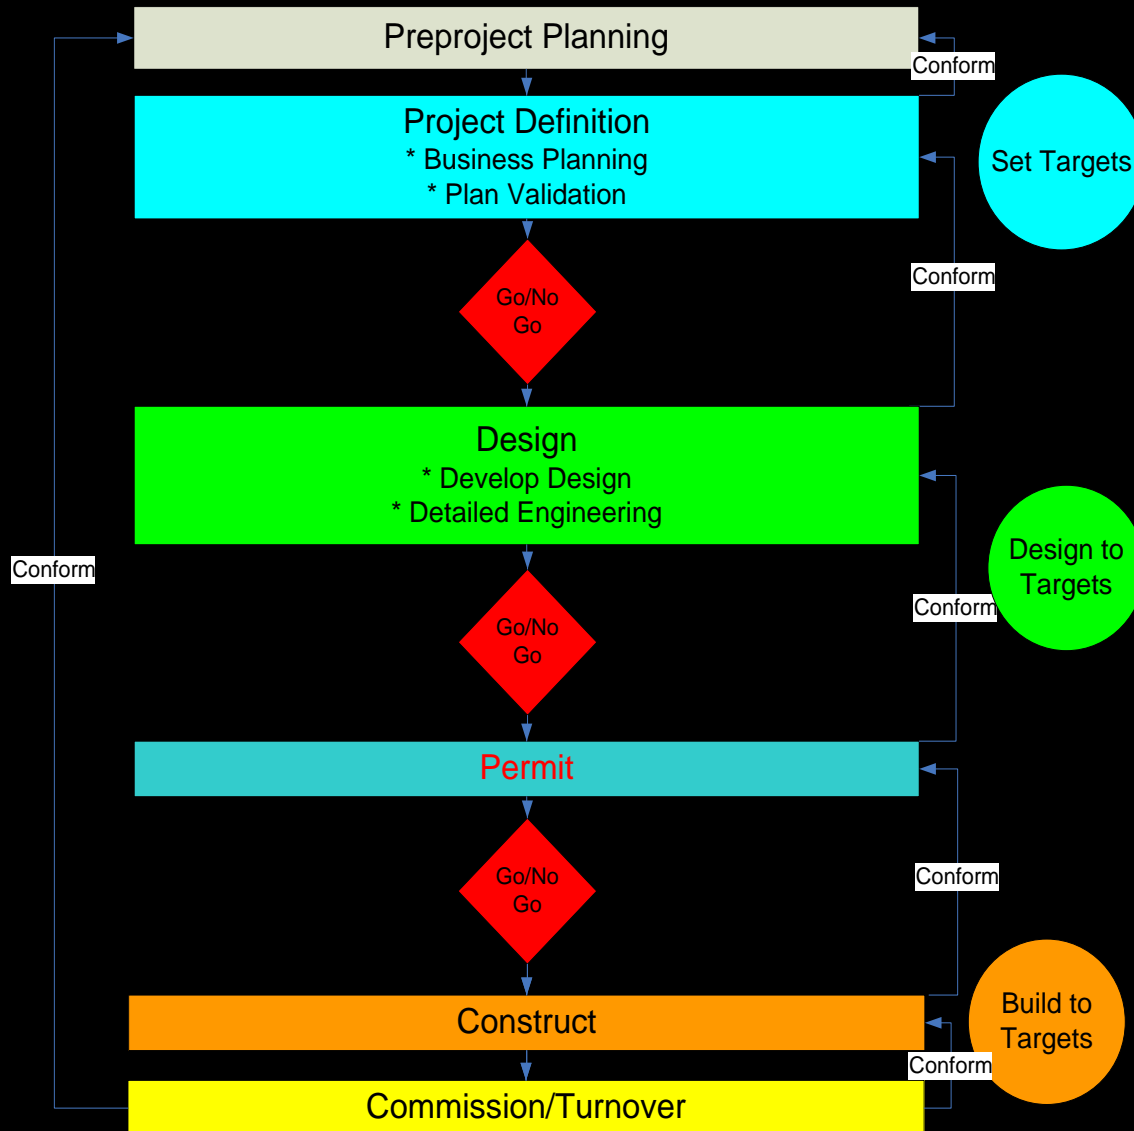 Preproject Planning
Conform
Project Definition
* Business Planning
* Plan Validation
Set Targets
Conform
Go/No
Go
Design
* Develop Design
* Detailed Engineering
Conform
Design to
Targets
Conform
Go/No
Go
Permit
Go/No
Go
Conform
Construct
Build to
Targets
Conform
Commission/Turnover